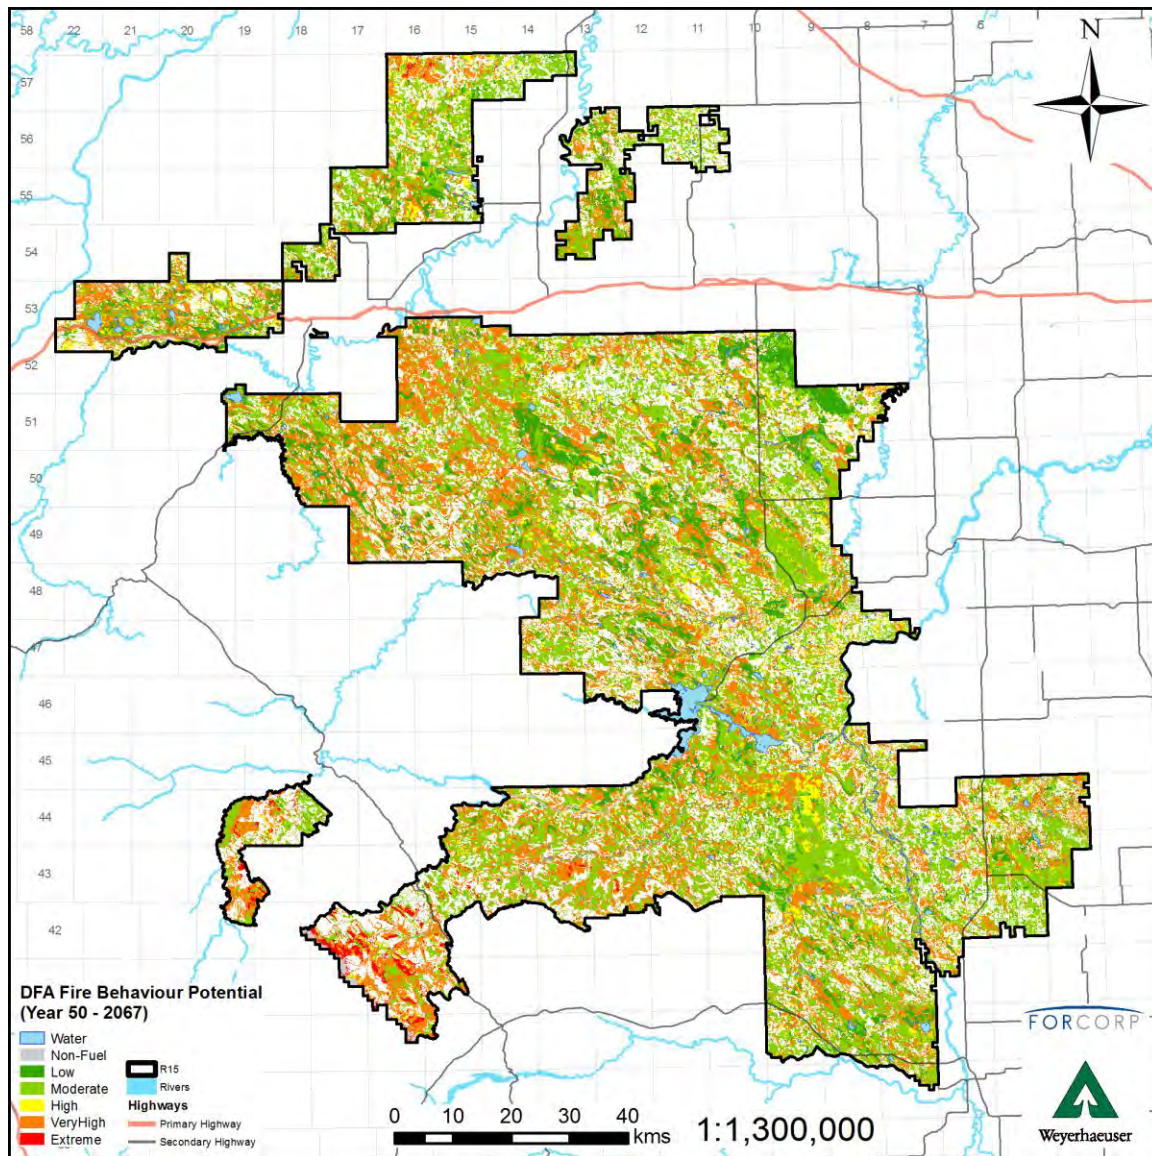 58 22 21 20 19 18 17 16 15 14 13 12 11 10 9 8 7 6
N
57
56
55
54
53
52
51
50
49
48
47
46
45
44
43
42
DFA Fire Behaviour Potential
(Year 50 - 2067)
Water
Non-Fuel
Low
Moderate
High
VeryHigh
Extreme
R15
Rivers
Highways
Primary Highway
Secondary Highway
0 10 20 30 40
kms
1:1,300,000
FORCORP
Weyerhaeuser